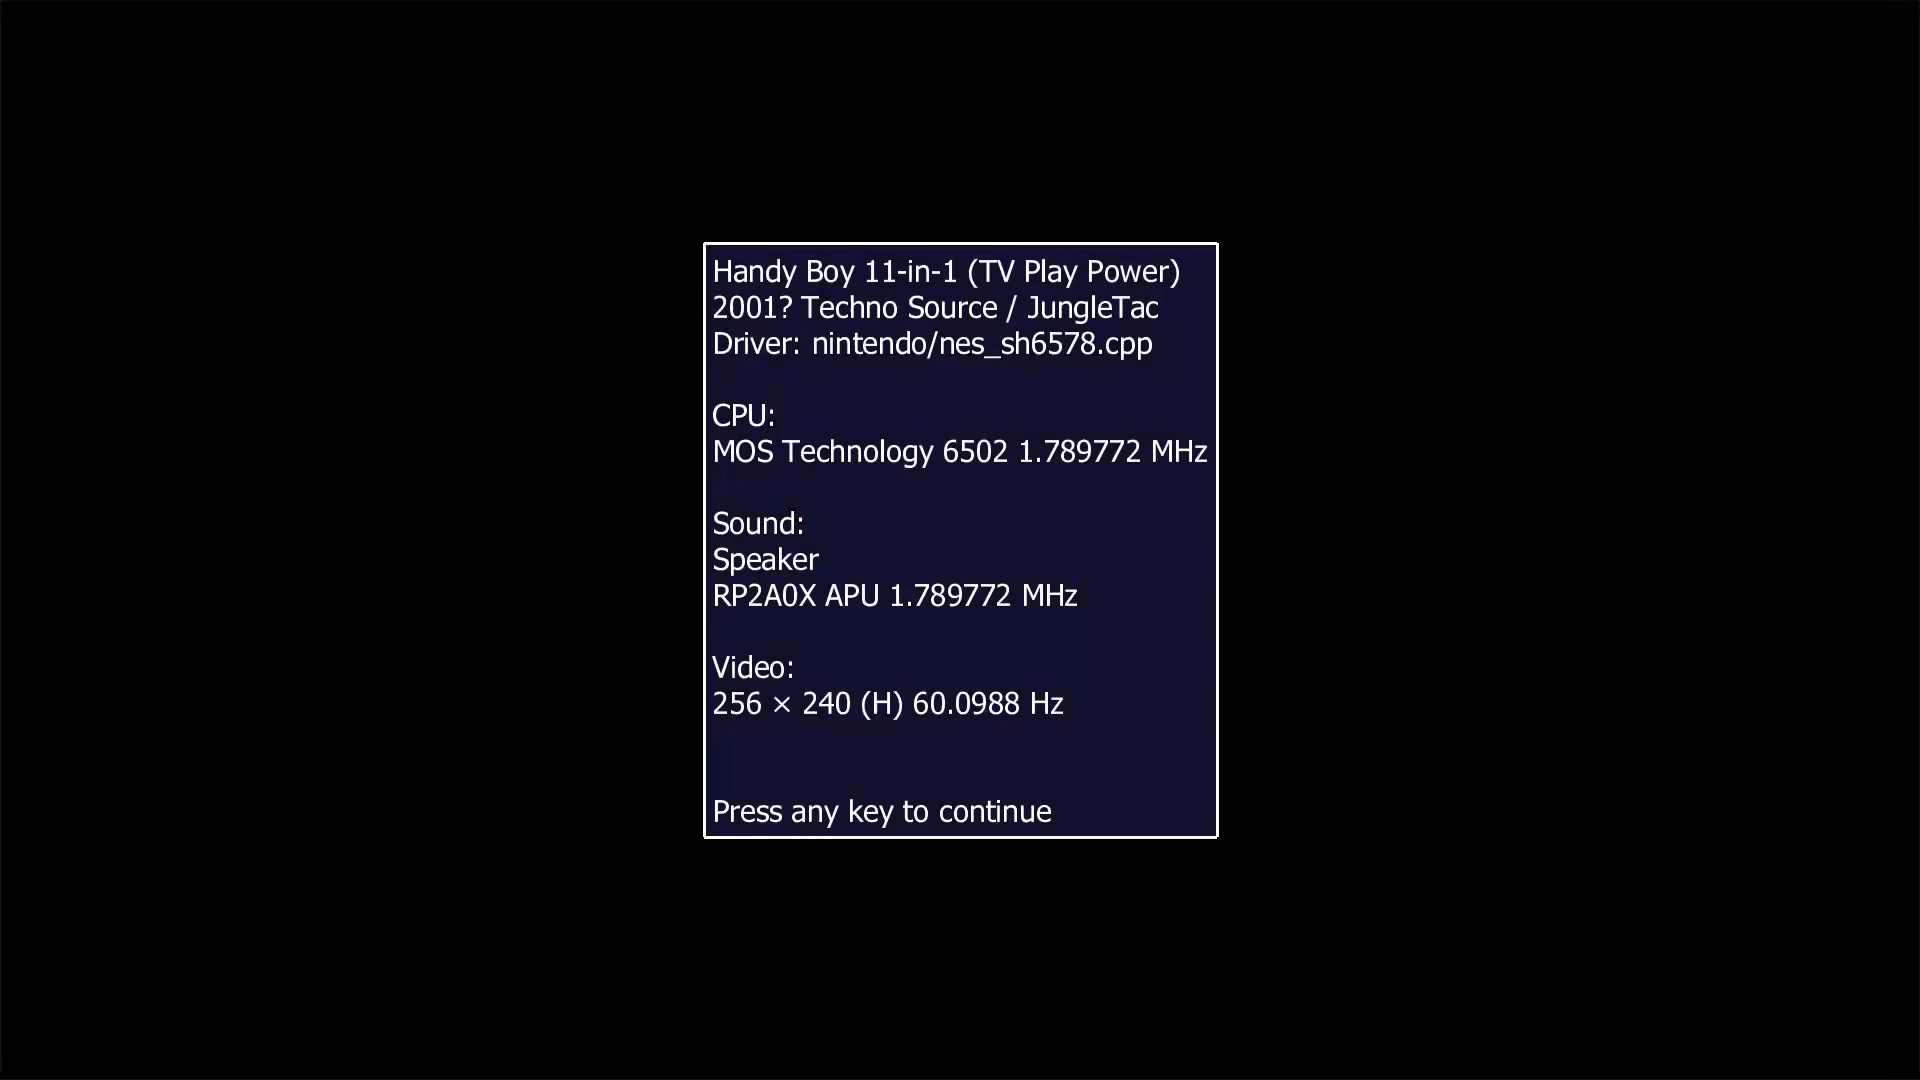 Handy Boy 11-in-1 (TV Play Power)
2001? Techno Source / JungleTac
Driver: nintendo/nes_sh6578.cpp
CPU:
MOS Technology 6502 1.789772 MHz
Sound:
Speaker
RP2A0X APU 1.789772 MHz
Video:
256 × 240 (H) 60.0988 Hz
Press any key to continue